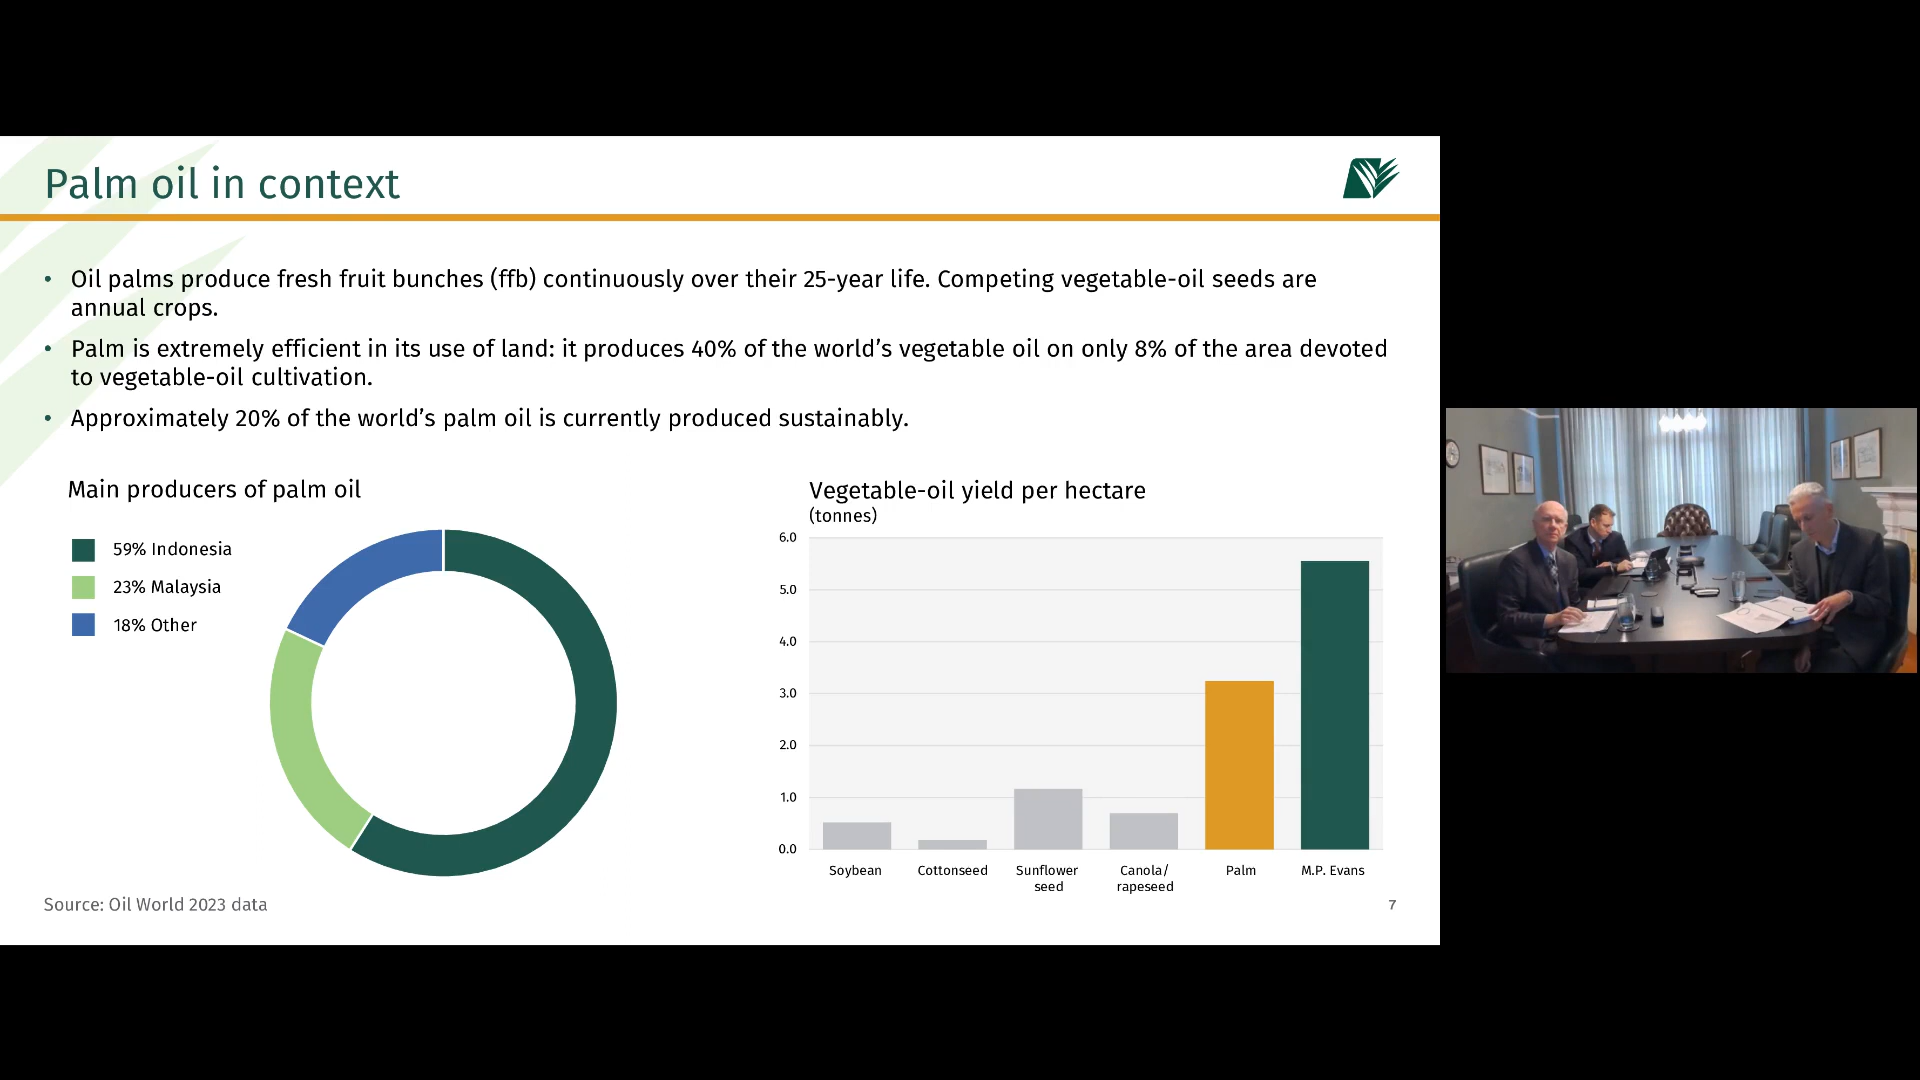 Palm oil in context
• Oil palms produce fresh fruit bunches (ffb) continuously over their 25-year life. Competing vegetable-oil seeds are
annual crops.
• Palm is extremely efficient in its use of land: it produces 40% of the world’s vegetable oil on only 8% of the area devoted
to vegetable-oil cultivation.
• Approximately 20% of the world’s palm oil is currently produced sustainably.
Main producers of palm oil
59% Indonesia
23% Malaysia
18% Other
Vegetable-oil yield per hectare
(tonnes)
6.0
5.0
4.0
3.0
2.0
1.0
0.0
Soybean
Cottonseed
Sunflower
seed
Canola/
rapeseed
Palm
M.P. Evans
Source: Oil World 2023 data
7